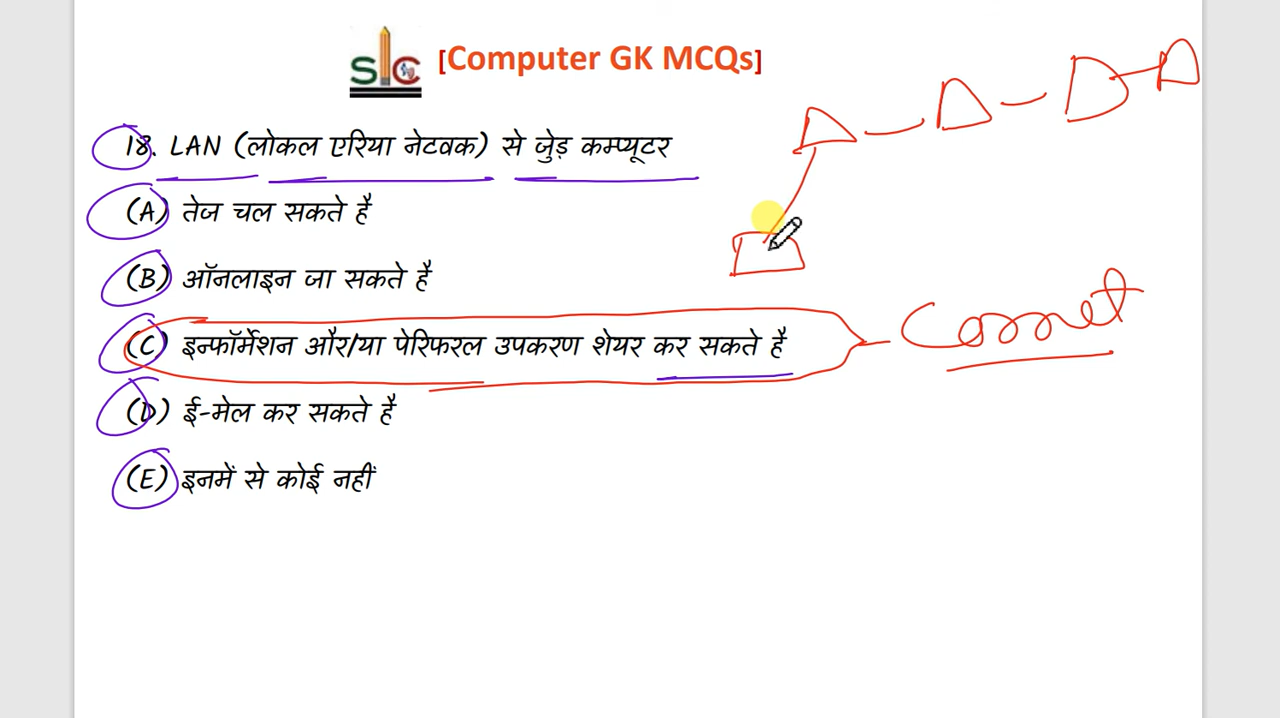 SIC
[Computer GK MCQs]
18. LAN (लोकल एरिया नेटवक) से जुेड़ कम्प्यूटर
(A) तेज चल सकते है
(B) ऑनलाइन जा सकते है
(C) इन्फॉर्मेशन और/या पेरिफरल उपकरण शेयर कर सकते है
Correct
(D) ई-मेल कर सकते है
(E) इनमें से कोई नहीं